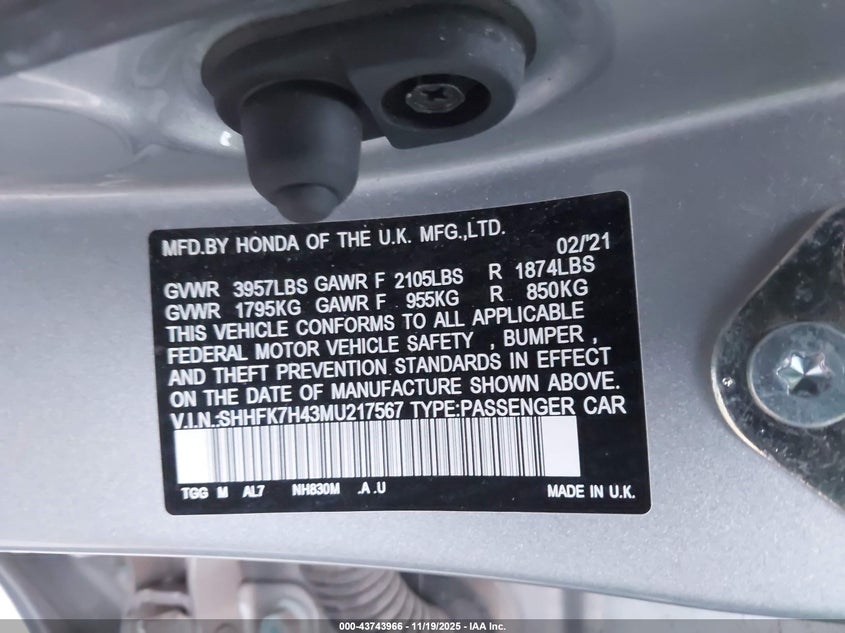 MFD.BY HONDA OF THE U.K. MFG.,LTD. 02/'21
GVWR 3957LBS GAWR F 2105LBS R 1874LBS
GVWR 1795KG GAWR F 955KG R 850KG
THIS VEHICLE CONFORMS TO ALL APPLICABLE
FEDERAL MOTOR VEHICLE SAFETY , BUMPER ,
AND THEFT PREVENTION STANDARDS IN EFFECT
ON THE DATE OF MANUFACTURE SHOWN ABOVE.
V.I.N.:SHHFK7H43MU217567 TYPE:PASSENGER CAR
TGG M AL7 NH830M .A .U MADE IN U.K.
000-43743966 - 11/19/2025 - IAA Inc.